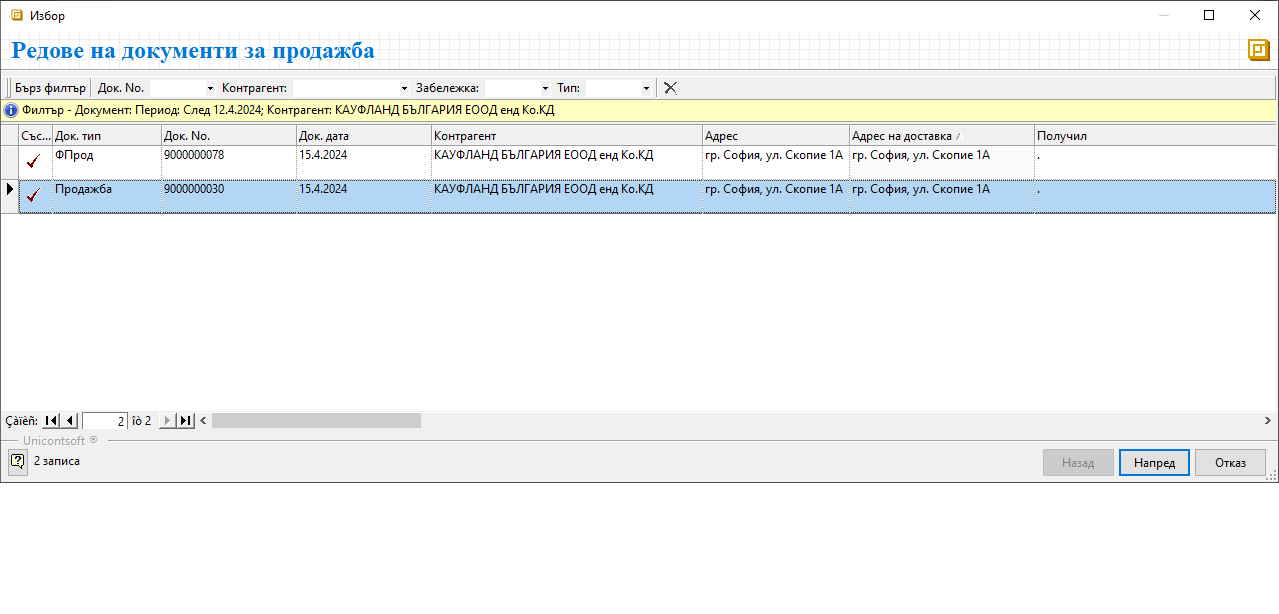 Избор
Редове на документи за продажба
Бърз филтър Док. No. Контрагент: Забележка: Тип:
Филтър - Документ: Период: След 12.4.2024; Контрагент: КАУФЛАНД БЪЛГАРИЯ ЕООД енд Ко.КД
Със... Док. тип Док. No. Док. дата Контрагент Адрес Адрес на доставка Получил
ФПрод 9000000078 15.4.2024 КАУФЛАНД БЪЛГАРИЯ ЕООД енд Ко.КД гр. София, ул. Скопие 1А гр. София, ул. Скопие 1А .
Продажба 9000000030 15.4.2024 КАУФЛАНД БЪЛГАРИЯ ЕООД енд Ко.КД гр. София, ул. Скопие 1А гр. София, ул. Скопие 1А .
Çàïèñ: 2 îò 2
Unicontsoft ®
2 записа Назад Напред Отказ